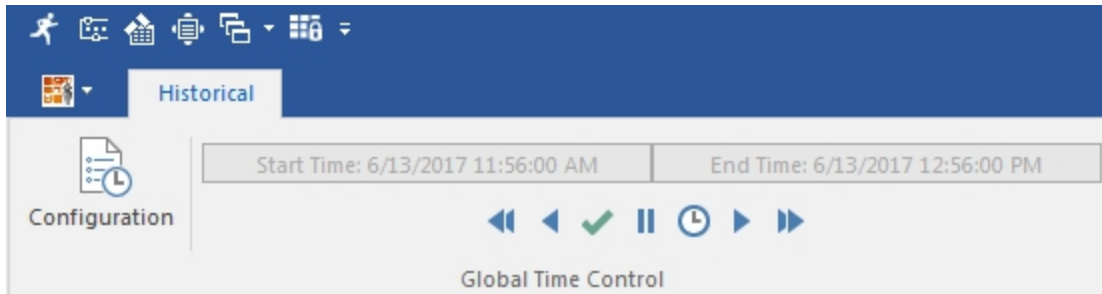 Historical
Start Time: 6/13/2017 11:56:00 AM
End Time: 6/13/2017 12:56:00 PM
Configuration
Global Time Control